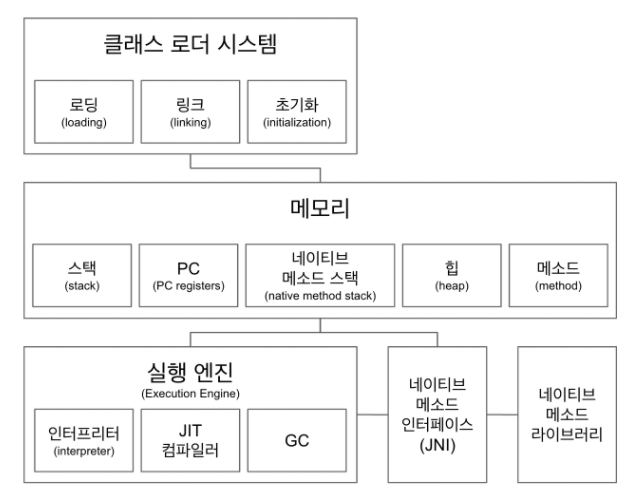 클래스 로더 시스템
로딩
(loading)
링크
(linking)
초기화
(initialization)
메모리
스택
(stack)
PC
(PC registers)
네이티브
메소드 스택
(native method stack)
힙
(heap)
메소드
(method)
실행 엔진
(Execution Engine)
인터프리터
(interpreter)
JIT
컴파일러
GC
네이티브
메소드
인터페이스
(JNI)
네이티브
메소드
라이브러리